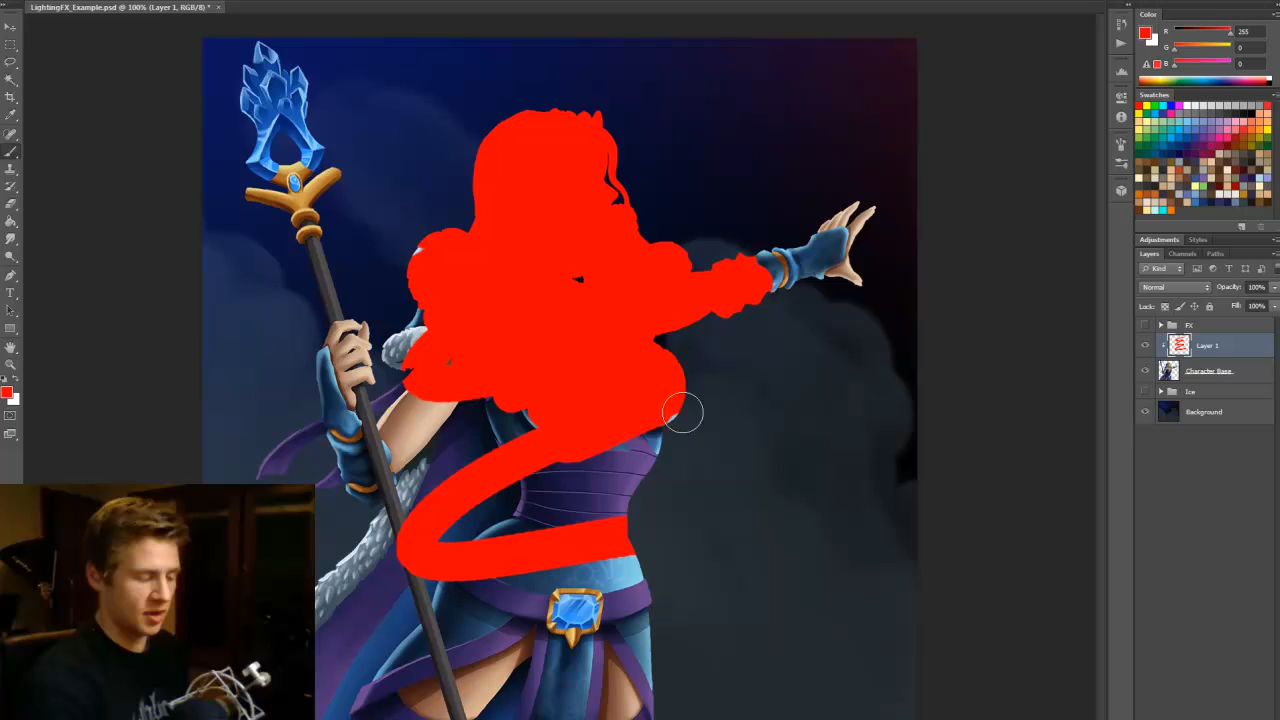 LightingFX_Example.psd @ 100% (Layer 1, RGB/8) * ×
Color
R 255
G 0
B 0
Swatches
Adjustments Styles
Layers Channels Paths
Kind
Normal Opacity: 100%
Lock: Fill: 100%
FX
Layer 1
Character Base
Ice
Background